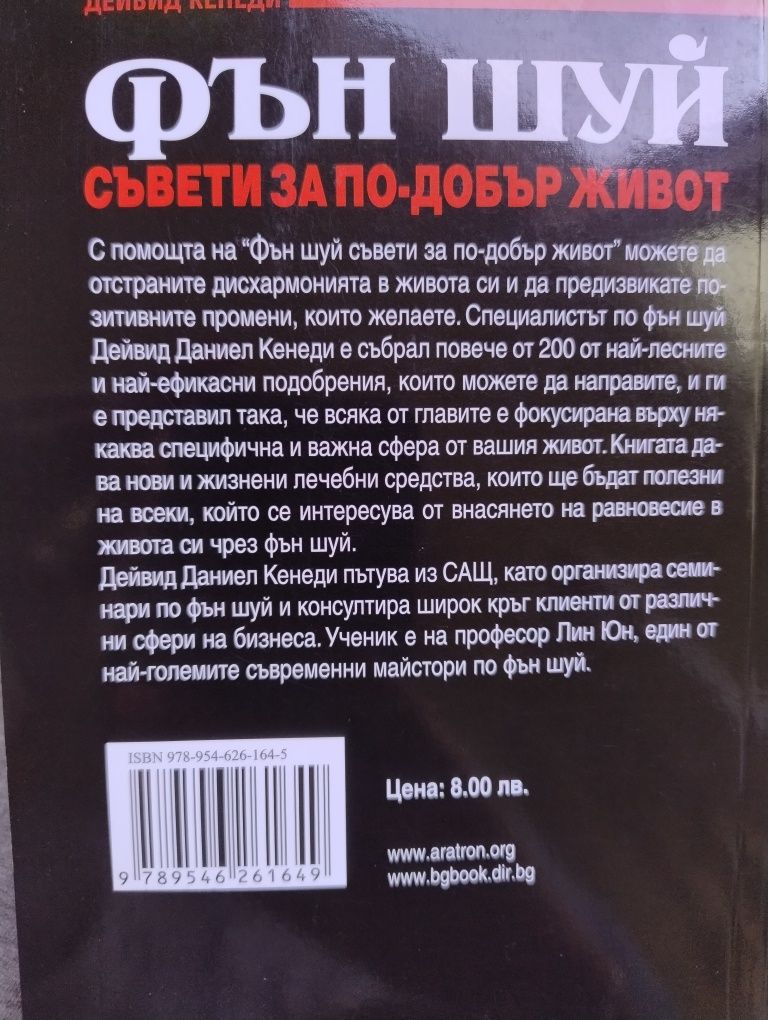 ДЕЙВИД КЕНЕДИ
ФЪН ШУЙ
СЪВЕТИ ЗА ПО-ДОБЪР ЖИВОТ
С помощта на "Фън шуй съвети за по-добър живот" можете да
отстраните дисхармонията в живота си и да предизвикате по-
зитивните промени, които желаете. Специалистът по фън шуй
Дейвид Даниел Кенеди е събрал повече от 200 от най-лесните
и най-ефикасни подобрения, които можете да направите, и ги
е представил така, че всяка от главите е фокусирана върху ня-
каква специфична и важна сфера от вашия живот. Книгата да-
ва нови и жизнени лечебни средства, които ще бъдат полезни
на всеки, който се интересува от внасянето на равновесие в
живота си чрез фън шуй.
Дейвид Даниел Кенеди пътува из САЩ, като организира семи-
нари по фън шуй и консултира широк кръг клиенти от различ-
ни сфери на бизнеса. Ученик е на професор Лин Юн, един от
най-големите съвременни майстори по фън шуй.
ISBN 978-954-626-164-5
9 789546 261649
Цена: 8.00 лв.
www.aratron.org
www.bgbook.dir.bg